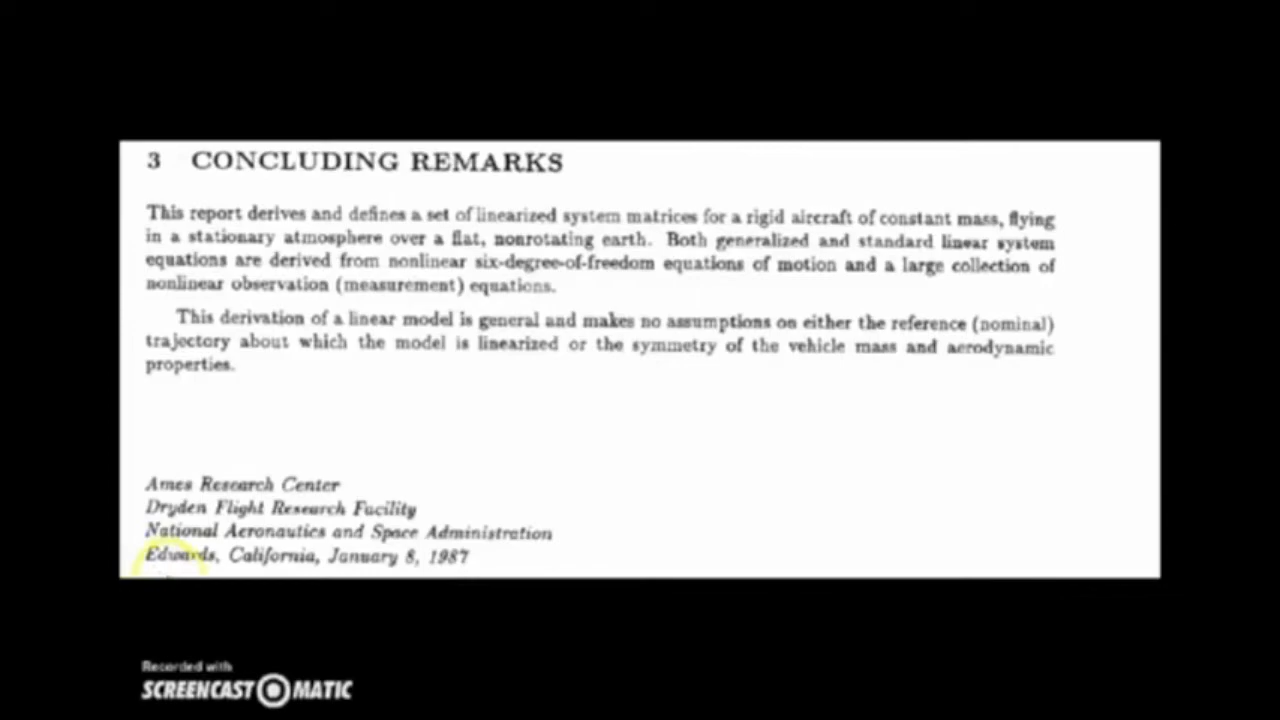 3 CONCLUDING REMARKS
This report derives and defines a set of linearized system matrices for a rigid aircraft of constant mass, flying
in a stationary atmosphere over a flat, nonrotating earth. Both generalized and standard linear system
equations are derived from nonlinear six-degree-of-freedom equations of motion and a large collection of
nonlinear observation (measurement) equations.
This derivation of a linear model is general and makes no assumptions on either the reference (nominal)
trajectory about which the model is linearized or the symmetry of the vehicle mass and aerodynamic
properties.
Ames Research Center
Dryden Flight Research Facility
National Aeronautics and Space Administration
Edwards, California, January 8, 1987
Recorded with
SCREENCAST MATIC